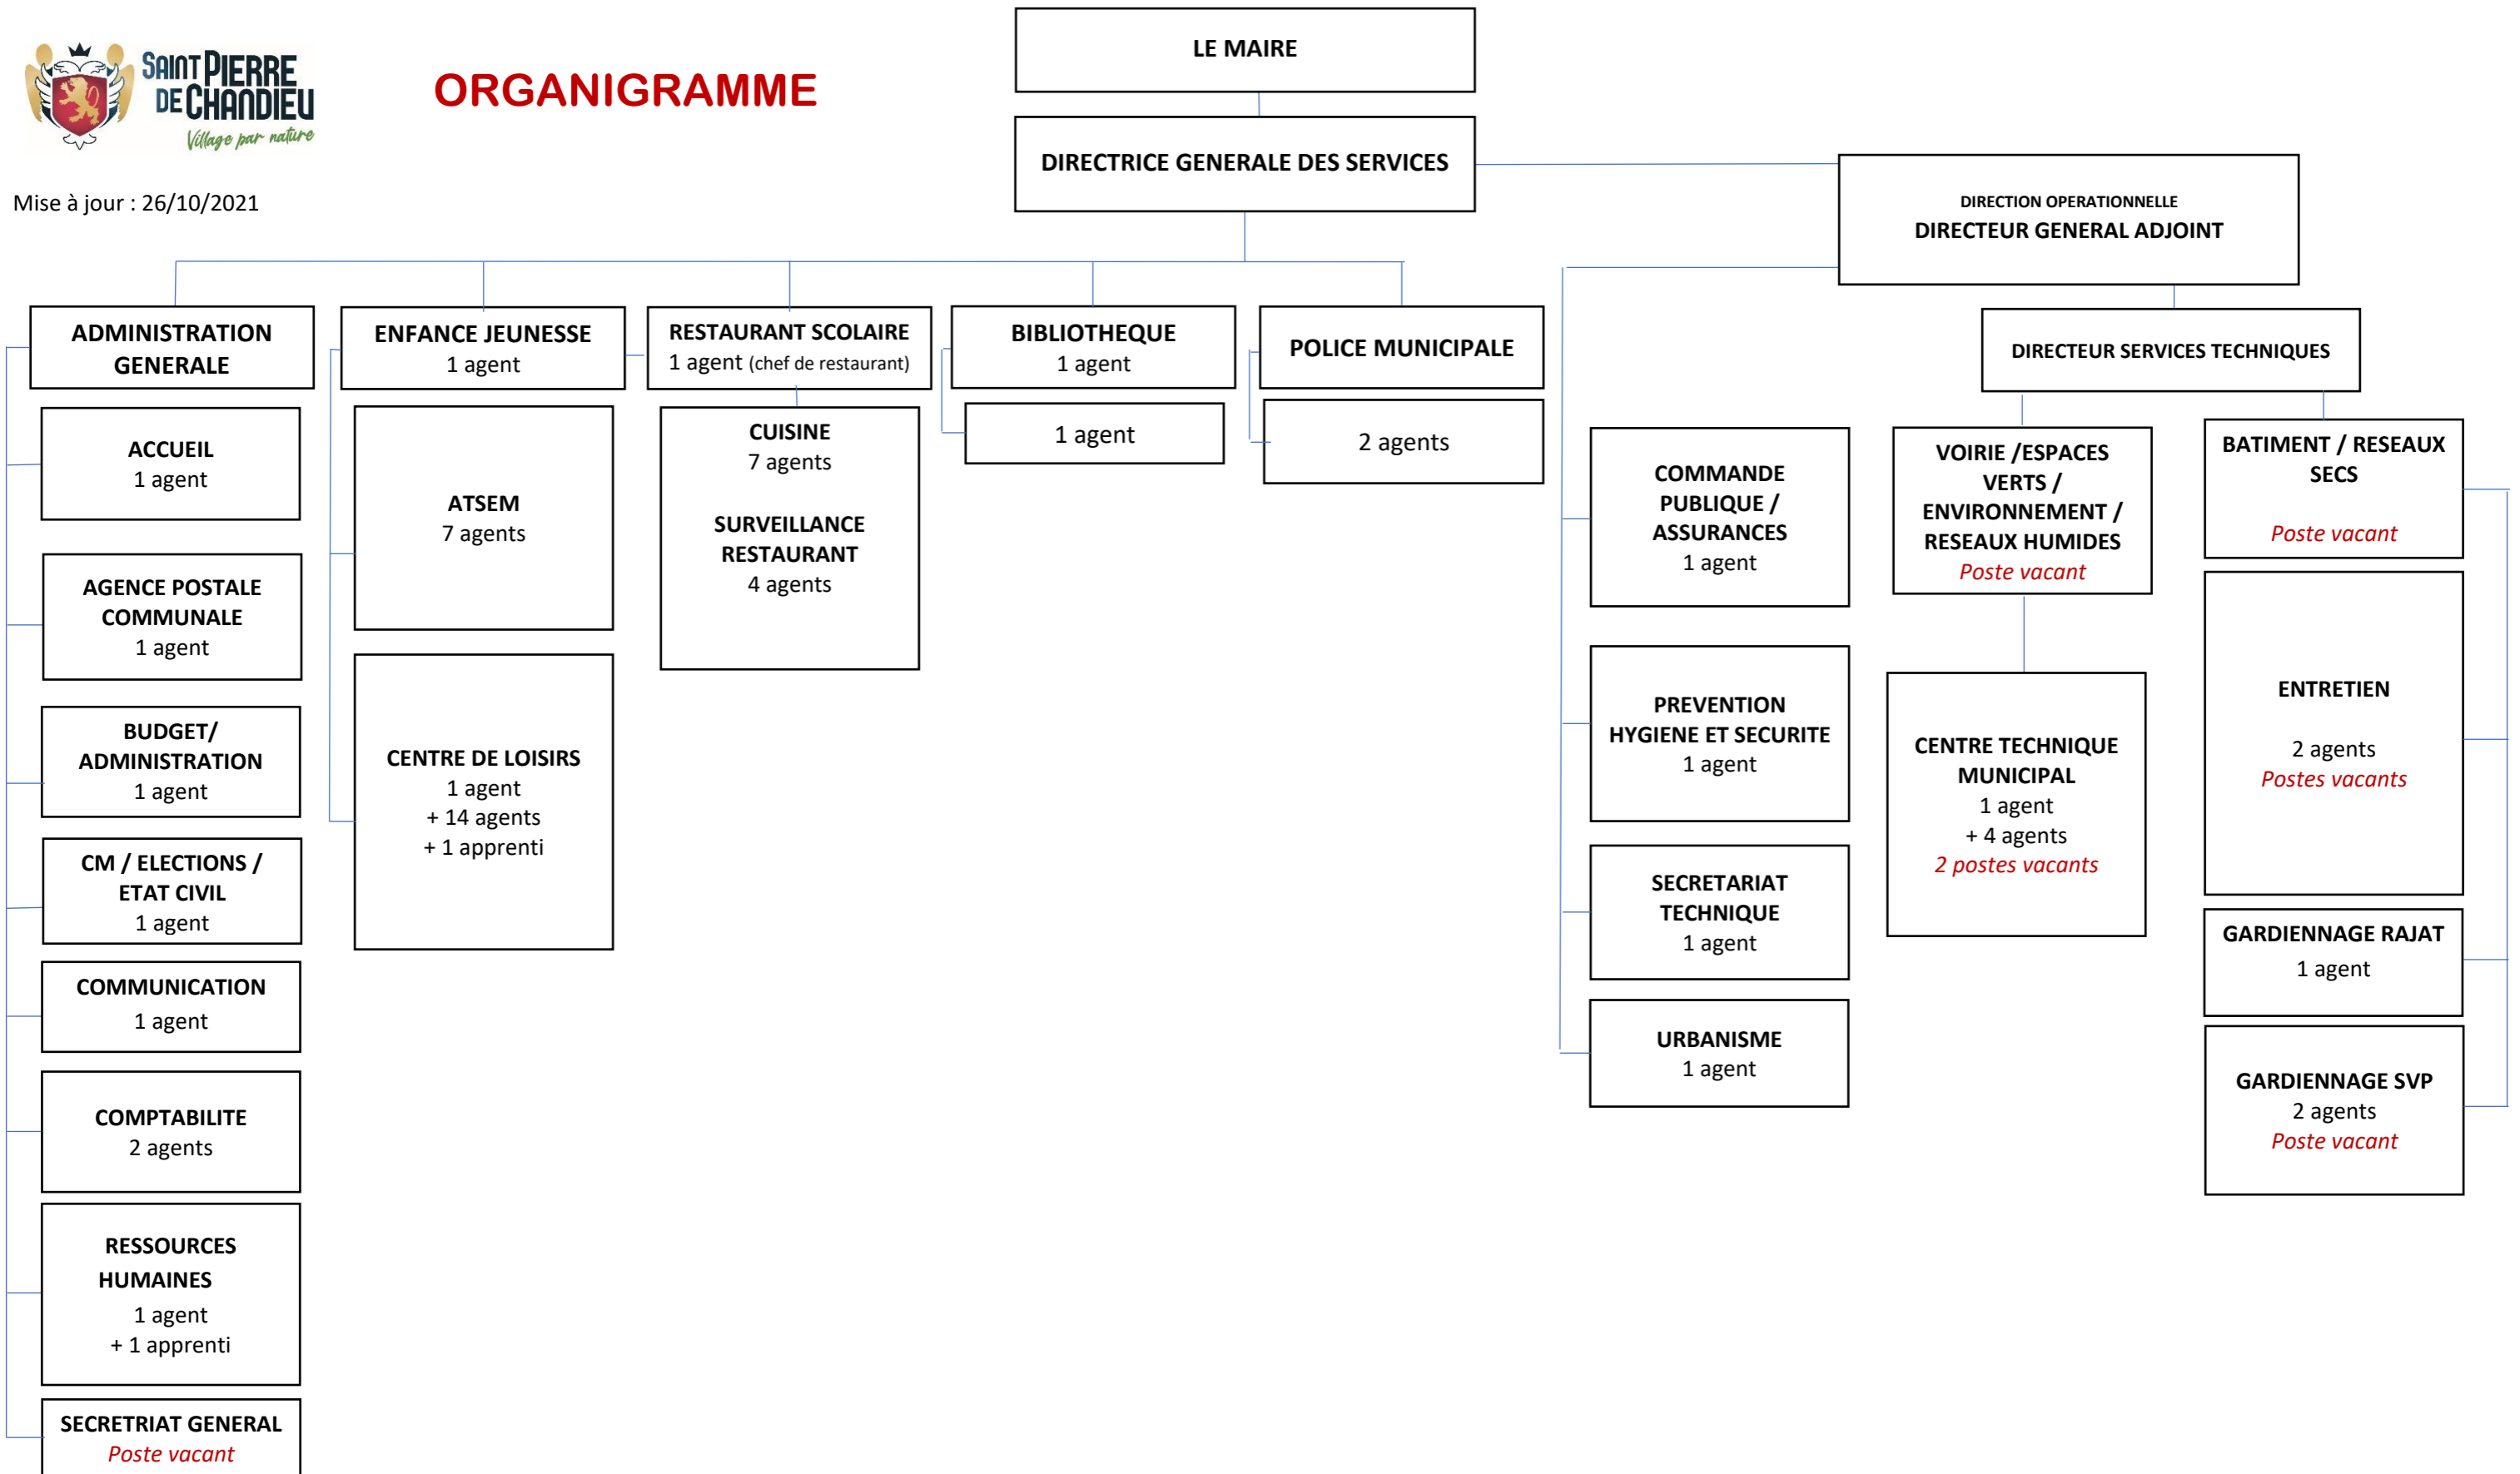 SAINT PIERRE
DE CHANDIEU
Village par nature
ORGANIGRAMME
Mise à jour : 26/10/2021
LE MAIRE
DIRECTRICE GENERALE DES SERVICES
DIRECTION OPERATIONNELLE
DIRECTEUR GENERAL ADJOINT
ADMINISTRATION
GENERALE
ACCUEIL
1 agent
AGENCE POSTALE
COMMUNALE
1 agent
BUDGET/
ADMINISTRATION
1 agent
CM / ELECTIONS /
ETAT CIVIL
1 agent
COMMUNICATION
1 agent
COMPTABILITE
2 agents
RESSOURCES
HUMAINES
1 agent
+ 1 apprenti
SECRETRIAT GENERAL
Poste vacant
ENFANCE JEUNESSE
1 agent
ATSEM
7 agents
CENTRE DE LOISIRS
1 agent
+ 14 agents
+ 1 apprenti
RESTAURANT SCOLAIRE
1 agent (chef de restaurant)
CUISINE
7 agents
SURVEILLANCE
RESTAURANT
4 agents
BIBLIOTHEQUE
1 agent
1 agent
POLICE MUNICIPALE
2 agents
COMMANDE
PUBLIQUE /
ASSURANCES
1 agent
PREVENTION
HYGIENE ET SECURITE
1 agent
SECRETARIAT
TECHNIQUE
1 agent
URBANISME
1 agent
DIRECTEUR SERVICES TECHNIQUES
VOIRIE /ESPACES
VERTS /
ENVIRONNEMENT /
RESEAUX HUMIDES
Poste vacant
CENTRE TECHNIQUE
MUNICIPAL
1 agent
+ 4 agents
2 postes vacants
BATIMENT / RESEAUX
SECS
Poste vacant
ENTRETIEN
2 agents
Postes vacants
GARDIENNAGE RAJAT
1 agent
GARDIENNAGE SVP
2 agents
Poste vacant